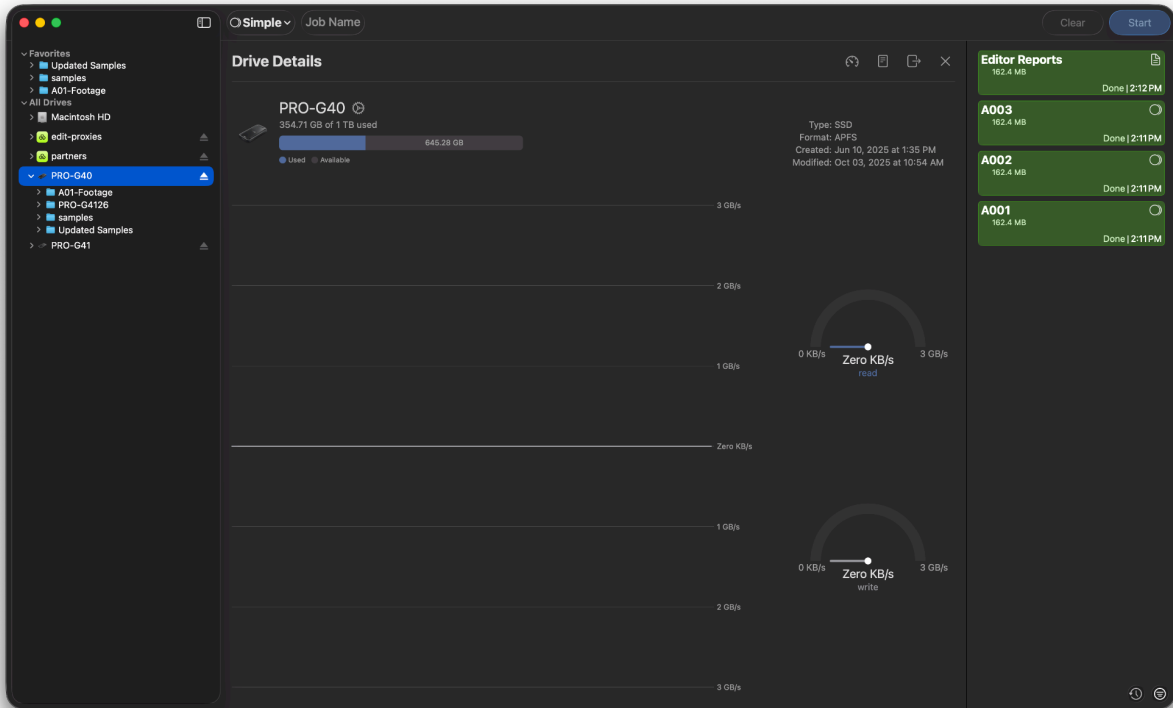 Simple
Job Name
Clear
Start
Favorites
Updated Samples
samples
A01-Footage
All Drives
Macintosh HD
edit-proxies
partners
PRO-G40
A01-Footage
PRO-G4126
samples
Updated Samples
PRO-G41
Drive Details
PRO-G40
354.71 GB of 1 TB used
645.28 GB
Used Available
Type: SSD
Format: APFS
Created: Jun 10, 2025 at 1:35 PM
Modified: Oct 03, 2025 at 10:54 AM
3 GB/s
2 GB/s
1 GB/s
Zero KB/s
1 GB/s
2 GB/s
3 GB/s
0 KB/s
Zero KB/s
3 GB/s
read
0 KB/s
Zero KB/s
3 GB/s
write
Editor Reports
162.4 MB
Done | 2:12 PM
A003
162.4 MB
Done | 2:11 PM
A002
162.4 MB
Done | 2:11 PM
A001
162.4 MB
Done | 2:11 PM